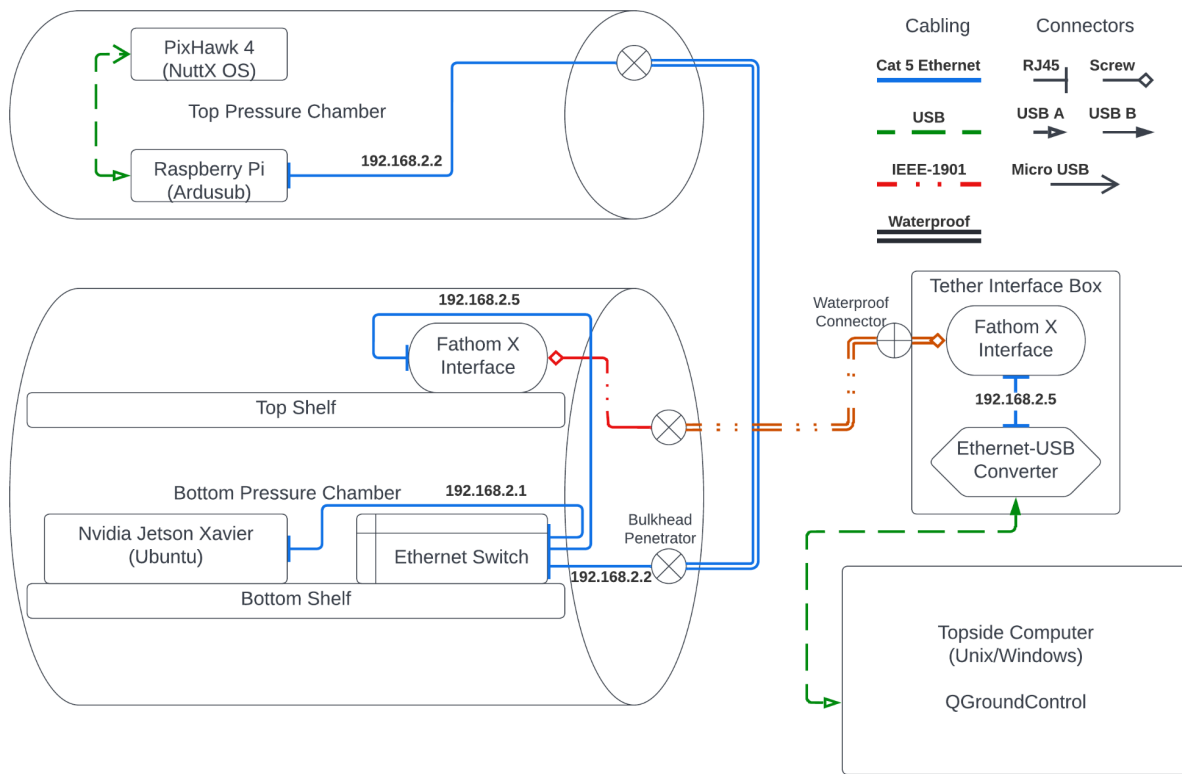 PixHawk 4
(NuttX OS)
Top Pressure Chamber
Raspberry Pi
(Ardusub)
192.168.2.2
Cabling
Connectors
Cat 5 Ethernet
RJ45
Screw
USB
USB A
USB B
IEEE-1901
Micro USB
Waterproof
192.168.2.5
Fathom X
Interface
Top Shelf
Bottom Pressure Chamber
192.168.2.1
Nvidia Jetson Xavier
(Ubuntu)
Ethernet Switch
Bottom Shelf
Bulkhead
Penetrator
192.168.2.2
Waterproof
Connector
Tether Interface Box
Fathom X
Interface
192.168.2.5
Ethernet-USB
Converter
Topside Computer
(Unix/Windows)
QGroundControl